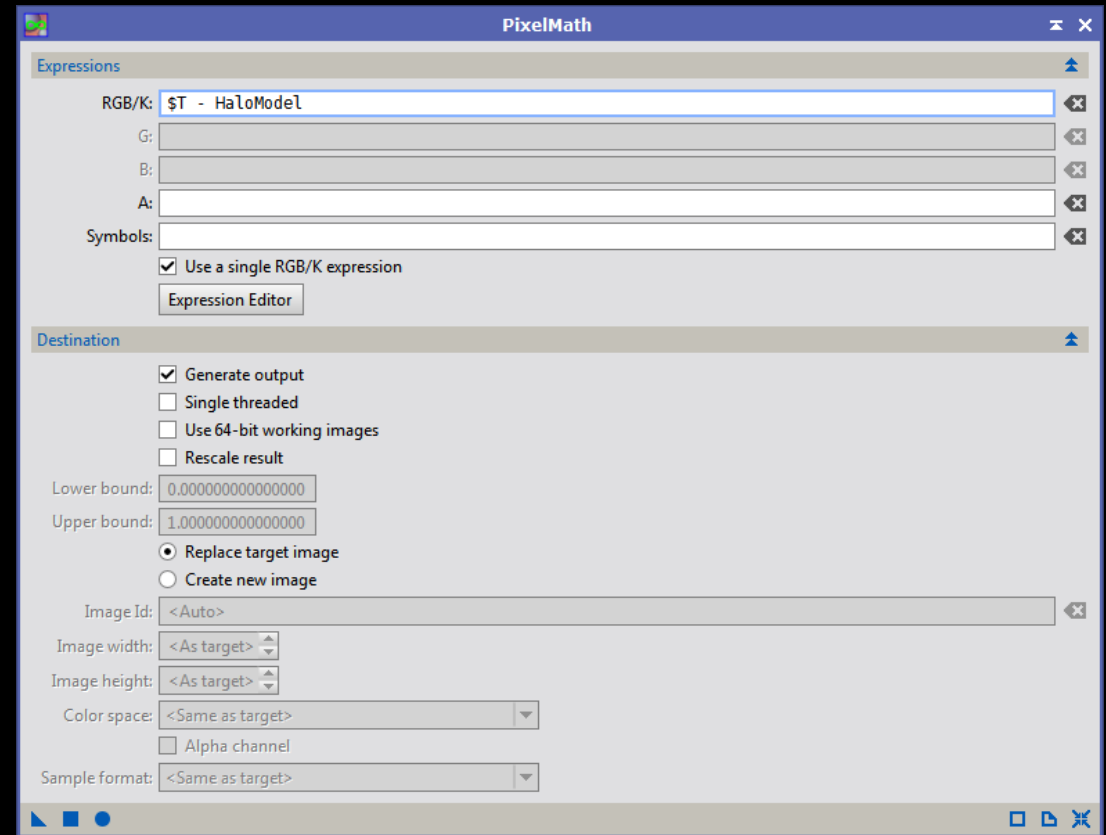 PixelMath
Expressions
RGB/K: $T - HaloModel
G:
B:
A:
Symbols:
Use a single RGB/K expression
Expression Editor
Destination
Generate output
Single threaded
Use 64-bit working images
Rescale result
Lower bound: 0.000000000000000
Upper bound: 1.000000000000000
Replace target image
Create new image
Image Id: <Auto>
Image width: <As target>
Image height: <As target>
Color space: <Same as target>
Alpha channel
Sample format: <Same as target>